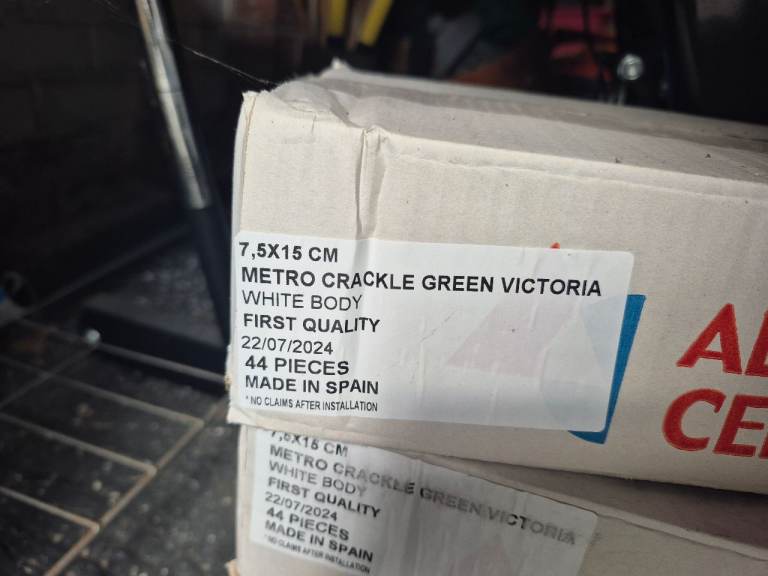 7,5X15 CM
METRO CRACKLE GREEN VICTORIA
WHITE BODY
FIRST QUALITY
22/07/2024
44 PIECES
MADE IN SPAIN
* NO CLAIMS AFTER INSTALLATION
7,5X15 CM
METRO CRACKLE GREEN VICTORIA
WHITE BODY
FIRST QUALITY
22/07/2024
44 PIECES
MADE IN SPAIN
* NO CLAIMS AFTER INSTALLATION